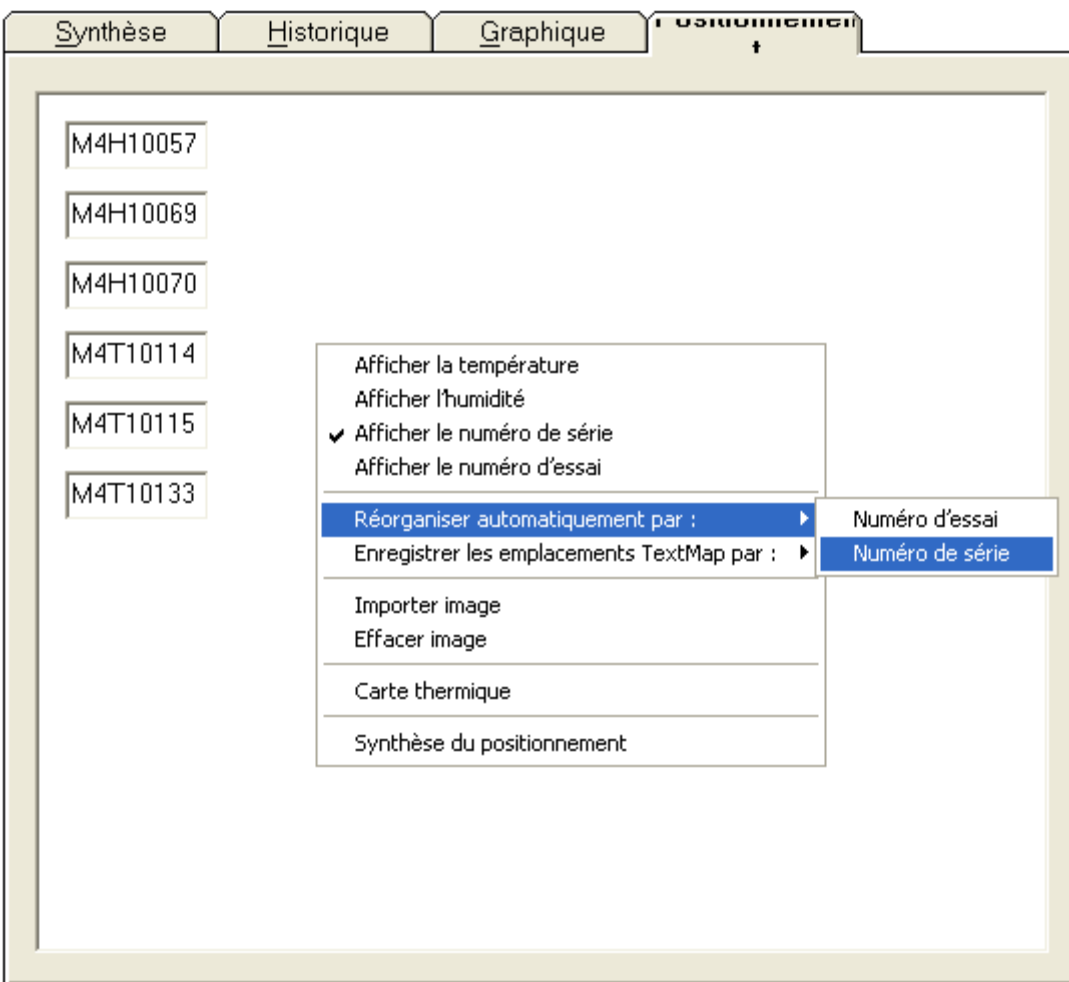 Synthèse Historique Graphique Positionnemen
t
M4H10057
M4H10069
M4H10070
M4T10114
M4T10115
M4T10133
Afficher la température
Afficher l'humidité
Afficher le numéro de série
Afficher le numéro d'essai
Réorganiser automatiquement par :
Enregistrer les emplacements TextMap par :
Importer image
Effacer image
Carte thermique
Synthèse du positionnement
Numéro d'essai
Numéro de série